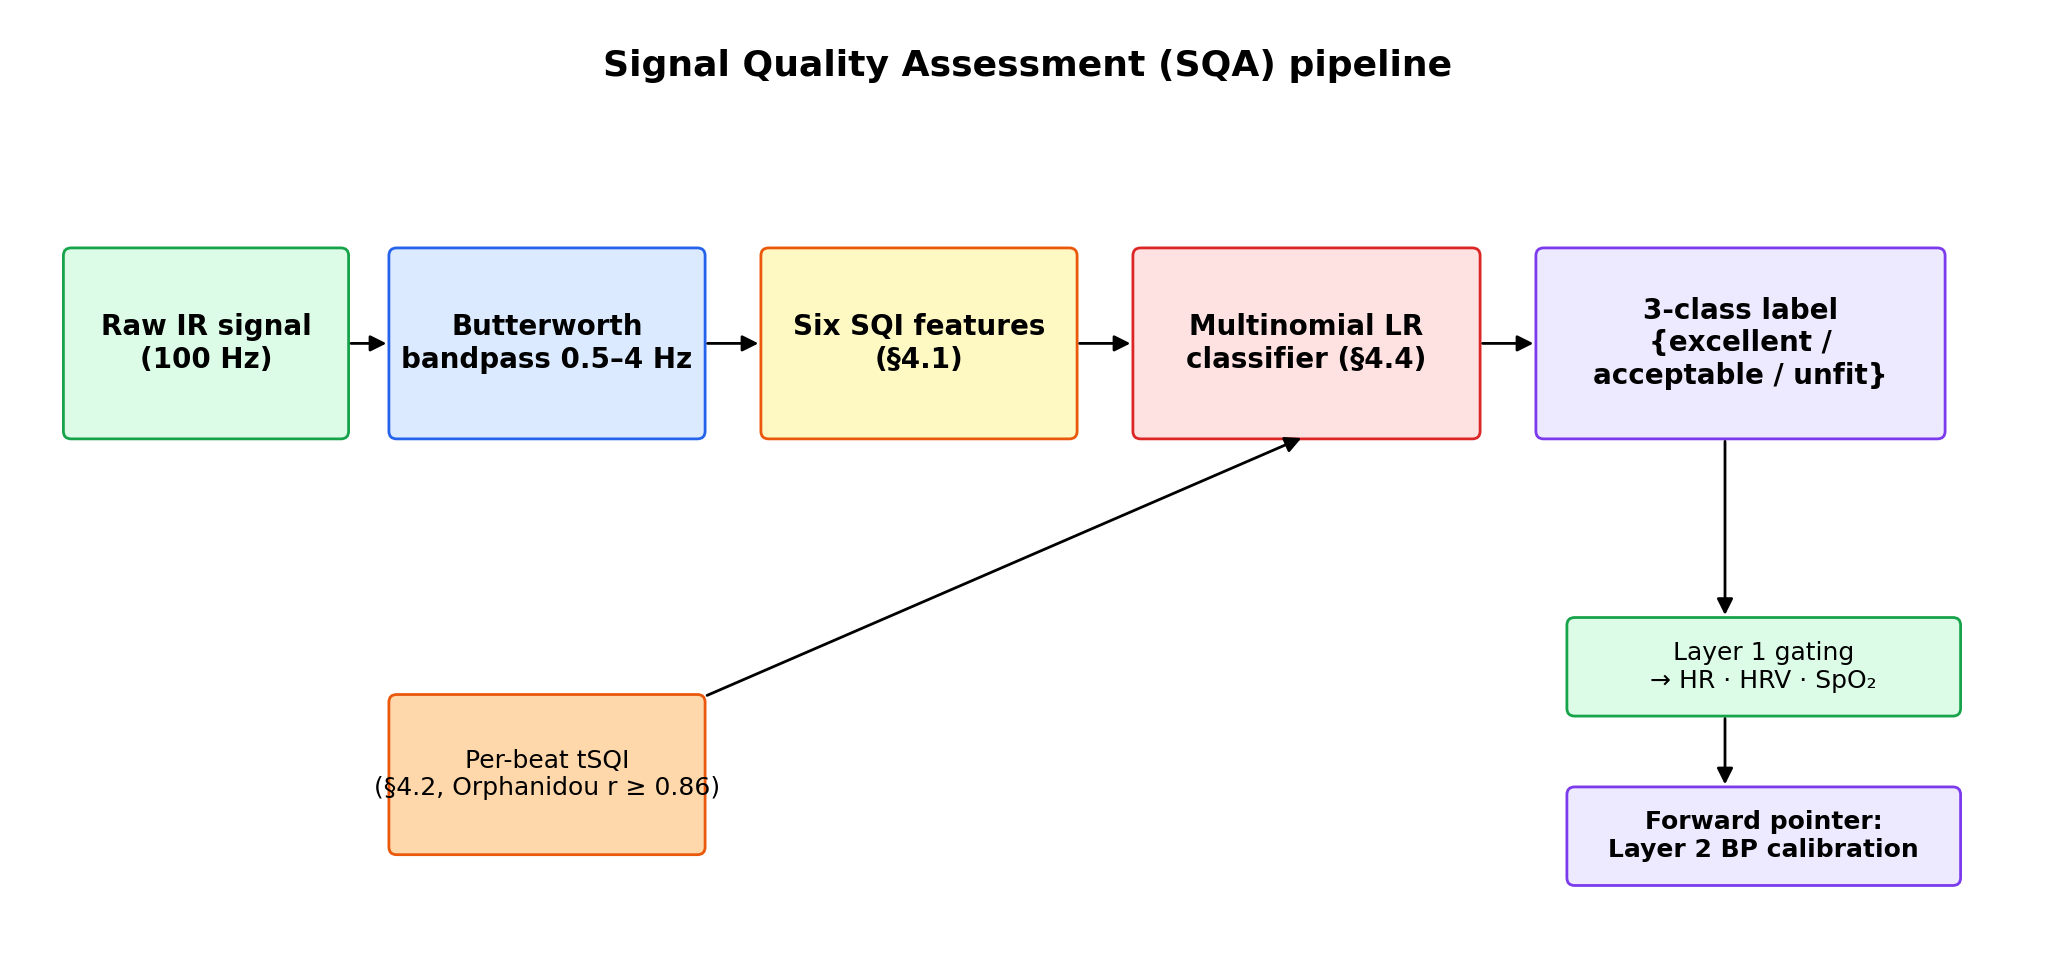 Signal Quality Assessment (SQA) pipeline
Raw IR signal
(100 Hz)
Butterworth
bandpass 0.5–4 Hz
Six SQI features
(§4.1)
Multinomial LR
classifier (§4.4)
3-class label
{excellent /
acceptable / unfit}
Per-beat tSQI
(§4.2, Orphanidou r ≥ 0.86)
Layer 1 gating
→ HR · HRV · SpO₂
Forward pointer:
Layer 2 BP calibration